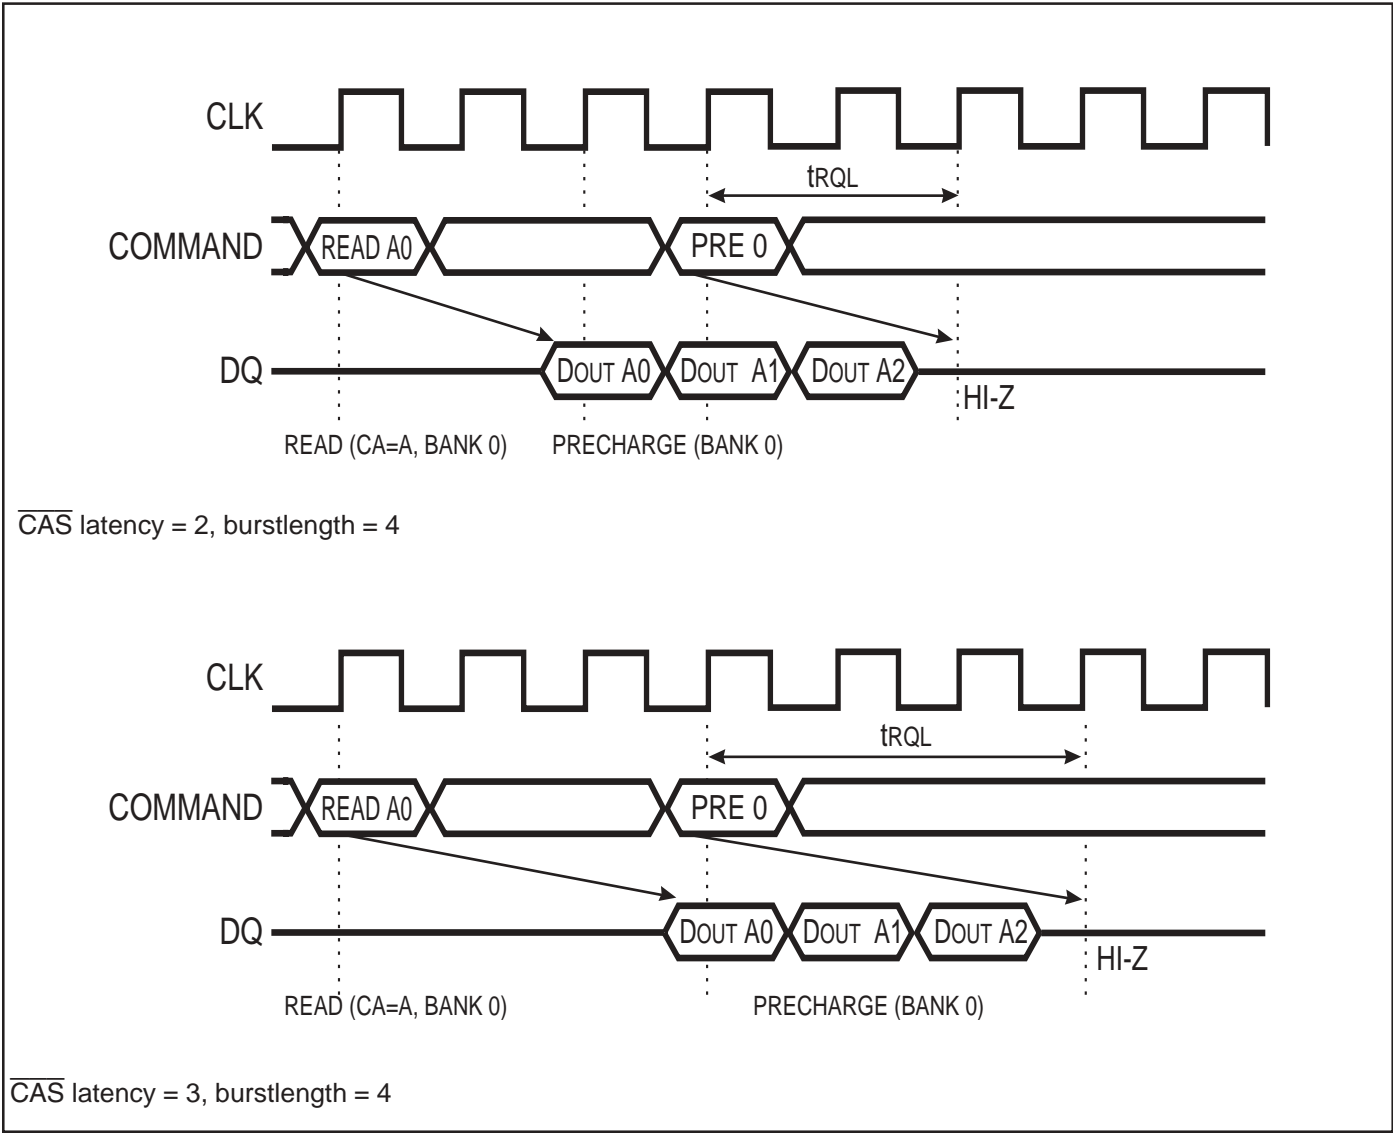 CLK
tRQL
COMMAND READ A0 PRE 0
DQ DOUT A0 DOUT A1 DOUT A2
HI-Z
READ (CA=A, BANK 0) PRECHARGE (BANK 0)
CAS latency = 2, burstlength = 4
CLK
tRQL
COMMAND READ A0 PRE 0
DQ DOUT A0 DOUT A1 DOUT A2
HI-Z
READ (CA=A, BANK 0) PRECHARGE (BANK 0)
CAS latency = 3, burstlength = 4